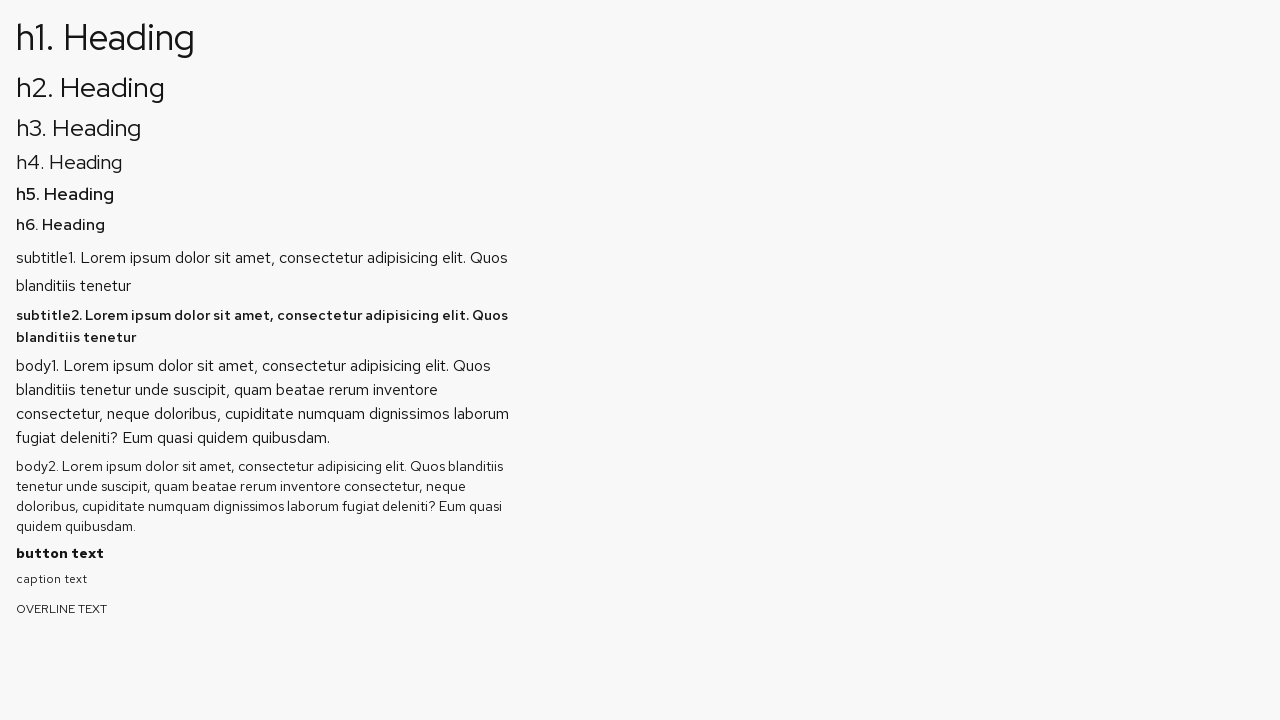 h1. Heading
h2. Heading
h3. Heading
h4. Heading
h5. Heading
h6. Heading
subtitle1. Lorem ipsum dolor sit amet, consectetur adipisicing elit. Quos
blanditiis tenetur
subtitle2. Lorem ipsum dolor sit amet, consectetur adipisicing elit. Quos
blanditiis tenetur
body1. Lorem ipsum dolor sit amet, consectetur adipisicing elit. Quos
blanditiis tenetur unde suscipit, quam beatae rerum inventore
consectetur, neque doloribus, cupiditate numquam dignissimos laborum
fugiat deleniti? Eum quasi quidem quibusdam.
body2. Lorem ipsum dolor sit amet, consectetur adipisicing elit. Quos blanditiis
tenetur unde suscipit, quam beatae rerum inventore consectetur, neque
doloribus, cupiditate numquam dignissimos laborum fugiat deleniti? Eum quasi
quidem quibusdam.
button text
caption text
OVERLINE TEXT